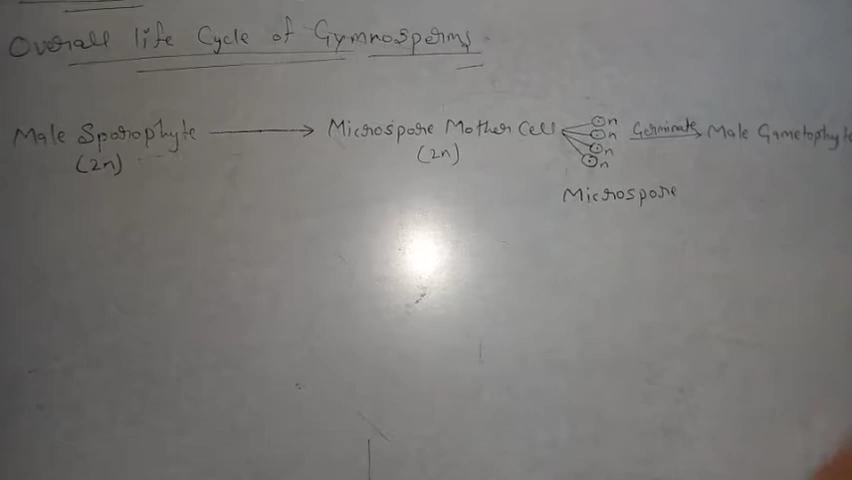 Overall life Cycle of Gymnosperms
Male Sporophyte → Microspore Mother Cell n Germinate Male Gametophyte
(2n) (2n) n
n
n
Microspore